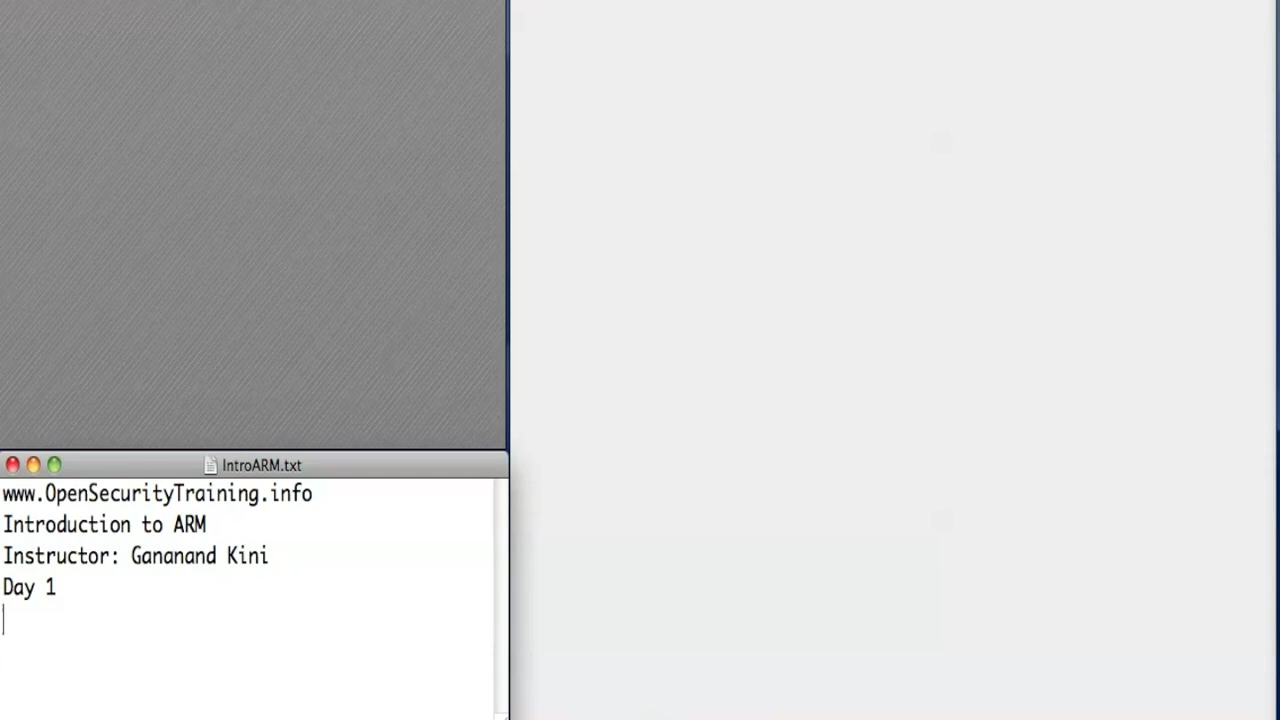 IntroARM.txt
www.OpenSecurityTraining.info
Introduction to ARM
Instructor: Gananand Kini
Day 1